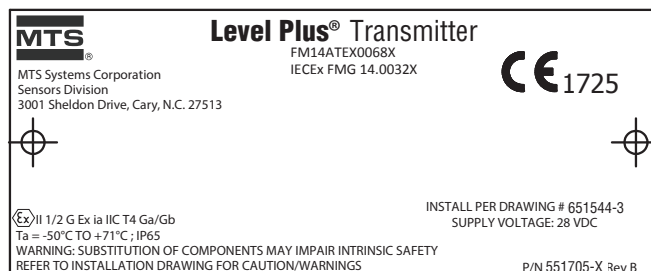 MTS®
Level Plus® Transmitter
FM14ATEX0068X
IECEx FMG 14.0032X
MTS Systems Corporation
Sensors Division
3001 Sheldon Drive, Cary, N.C. 27513
CE 1725
Ex II 1/2 G Ex ia IIC T4 Ga/Gb
Ta = -50°C TO +71°C ; IP65
WARNING: SUBSTITUTION OF COMPONENTS MAY IMPAIR INTRINSIC SAFETY
REFER TO INSTALLATION DRAWING FOR CAUTION/WARNINGS
INSTALL PER DRAWING # 651544-3
SUPPLY VOLTAGE: 28 VDC
P/N 551705-X Rev B